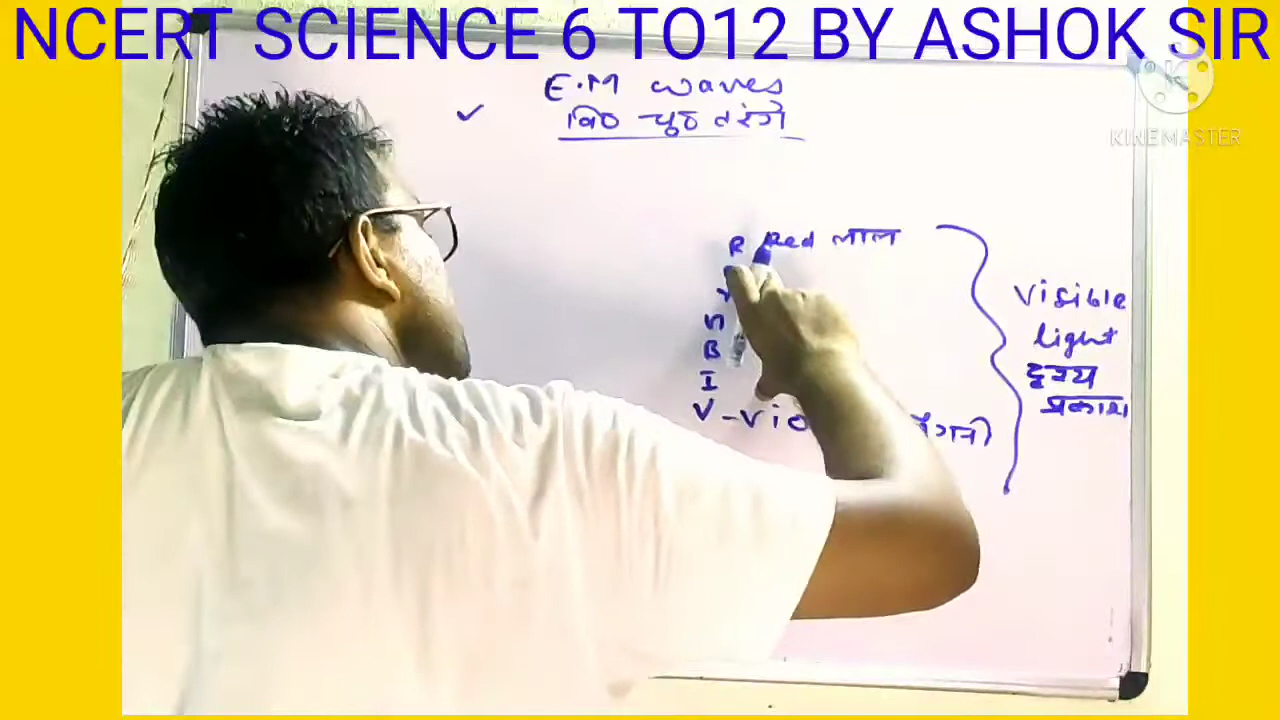 NCERT SCIENCE 6 TO12 BY ASHOK SIR
KINEMASTER
E.M waves
वि० चु० तरंगे
R Red लाल
Y
B
I
V - Vio
Visible
light
दृश्य
प्रकाश